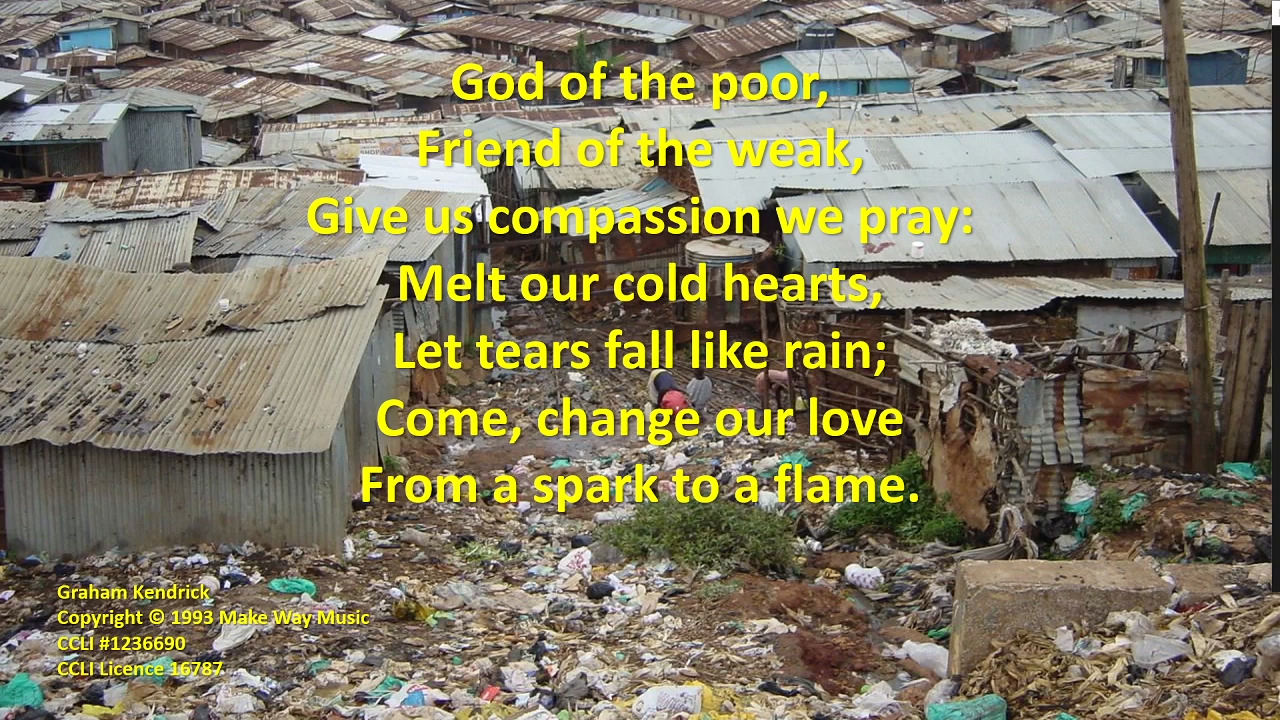 God of the poor,
Friend of the weak,
Give us compassion we pray:
Melt our cold hearts,
Let tears fall like rain;
Come, change our love
From a spark to a flame.
Graham Kendrick
Copyright © 1993 Make Way Music
CCLI #1236690
CCLI Licence 16787